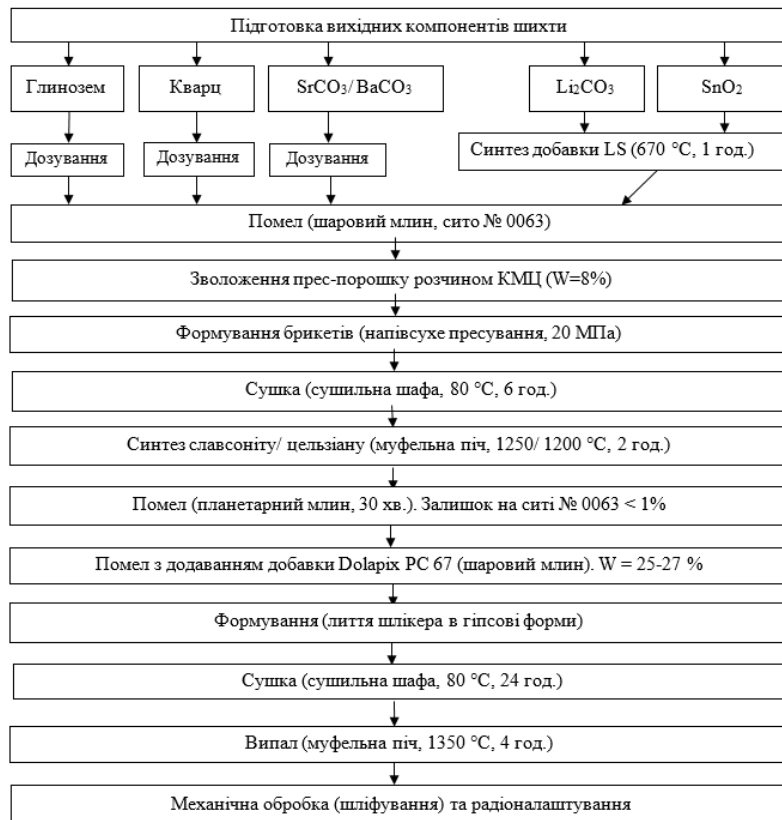 Підготовка вихідних компонентів шихти
Глинозем
Кварц
SrCO₃/ BaCO₃
Li₂CO₃
SnO₂
Дозування
Дозування
Дозування
Синтез добавки LS (670 °С, 1 год.)
Помел (шаровий млин, сито № 0063)
Зволоження прес-порошку розчином КМЦ (W=8%)
Формування брикетів (напівсухе пресування, 20 МПа)
Сушка (сушильна шафа, 80 °С, 6 год.)
Синтез славсоніту/ цельзіану (муфельна піч, 1250/ 1200 °С, 2 год.)
Помел (планетарний млин, 30 хв.). Залишок на ситі № 0063 < 1%
Помел з додаванням добавки Dolapix PC 67 (шаровий млин). W = 25-27 %
Формування (лиття шлікера в гіпсові форми)
Сушка (сушильна шафа, 80 °С, 24 год.)
Випал (муфельна піч, 1350 °С, 4 год.)
Механічна обробка (шліфування) та радіоналаштування